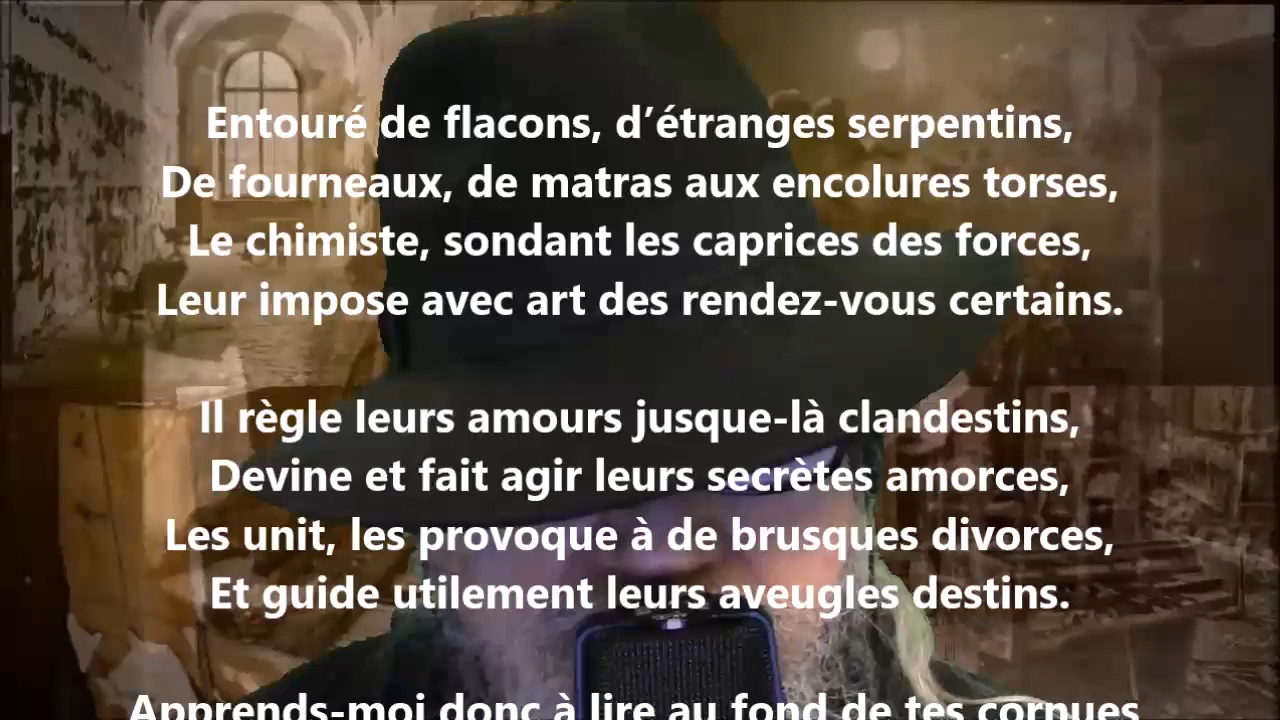 Entouré de flacons, d’étranges serpentins,
De fourneaux, de matras aux encolures torses,
Le chimiste, sondant les caprices des forces,
Leur impose avec art des rendez-vous certains.
Il règle leurs amours jusque-là clandestins,
Devine et fait agir leurs secrètes amorces,
Les unit, les provoque à de brusques divorces,
Et guide utilement leurs aveugles destins.
Apprends-moi donc à lire au fond de tes cornues